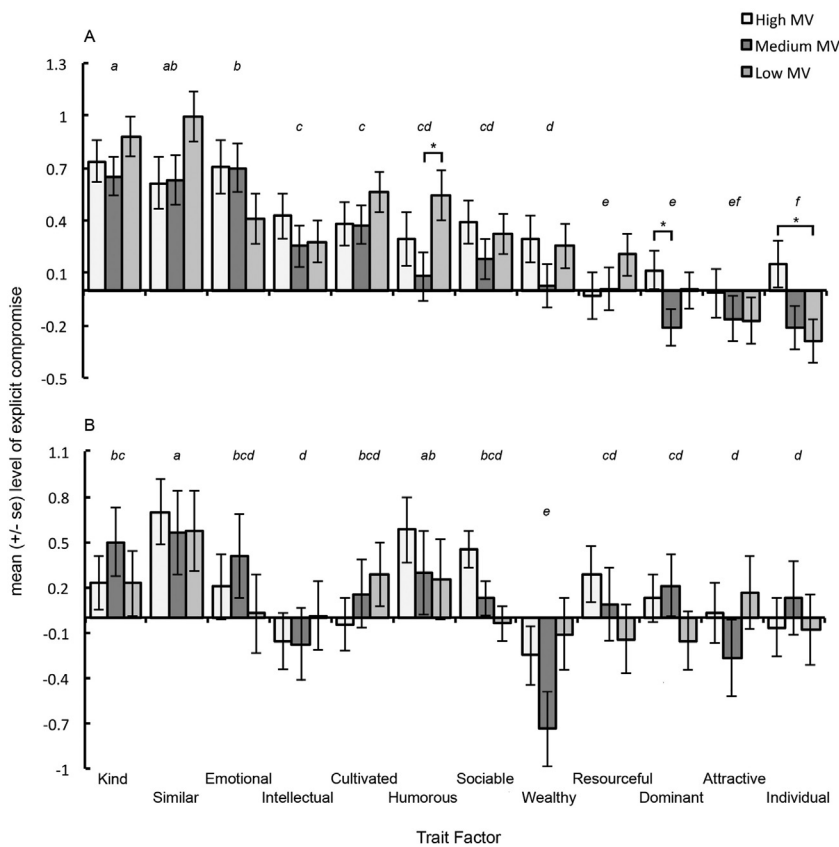 High MV
Medium MV
Low MV
A
1.3
1
0.7
0.4
0.1
-0.2
-0.5
a ab b c c cd cd d e e ef f
* * *
B
1.1
0.8
0.5
0.2
-0.1
-0.4
-0.7
-1
bc a bcd d bcd ab bcd e cd cd d d
mean (+/- se) level of explicit compromise
Kind Emotional Cultivated Sociable Resourceful Attractive
Similar Intellectual Humorous Wealthy Dominant Individual
Trait Factor